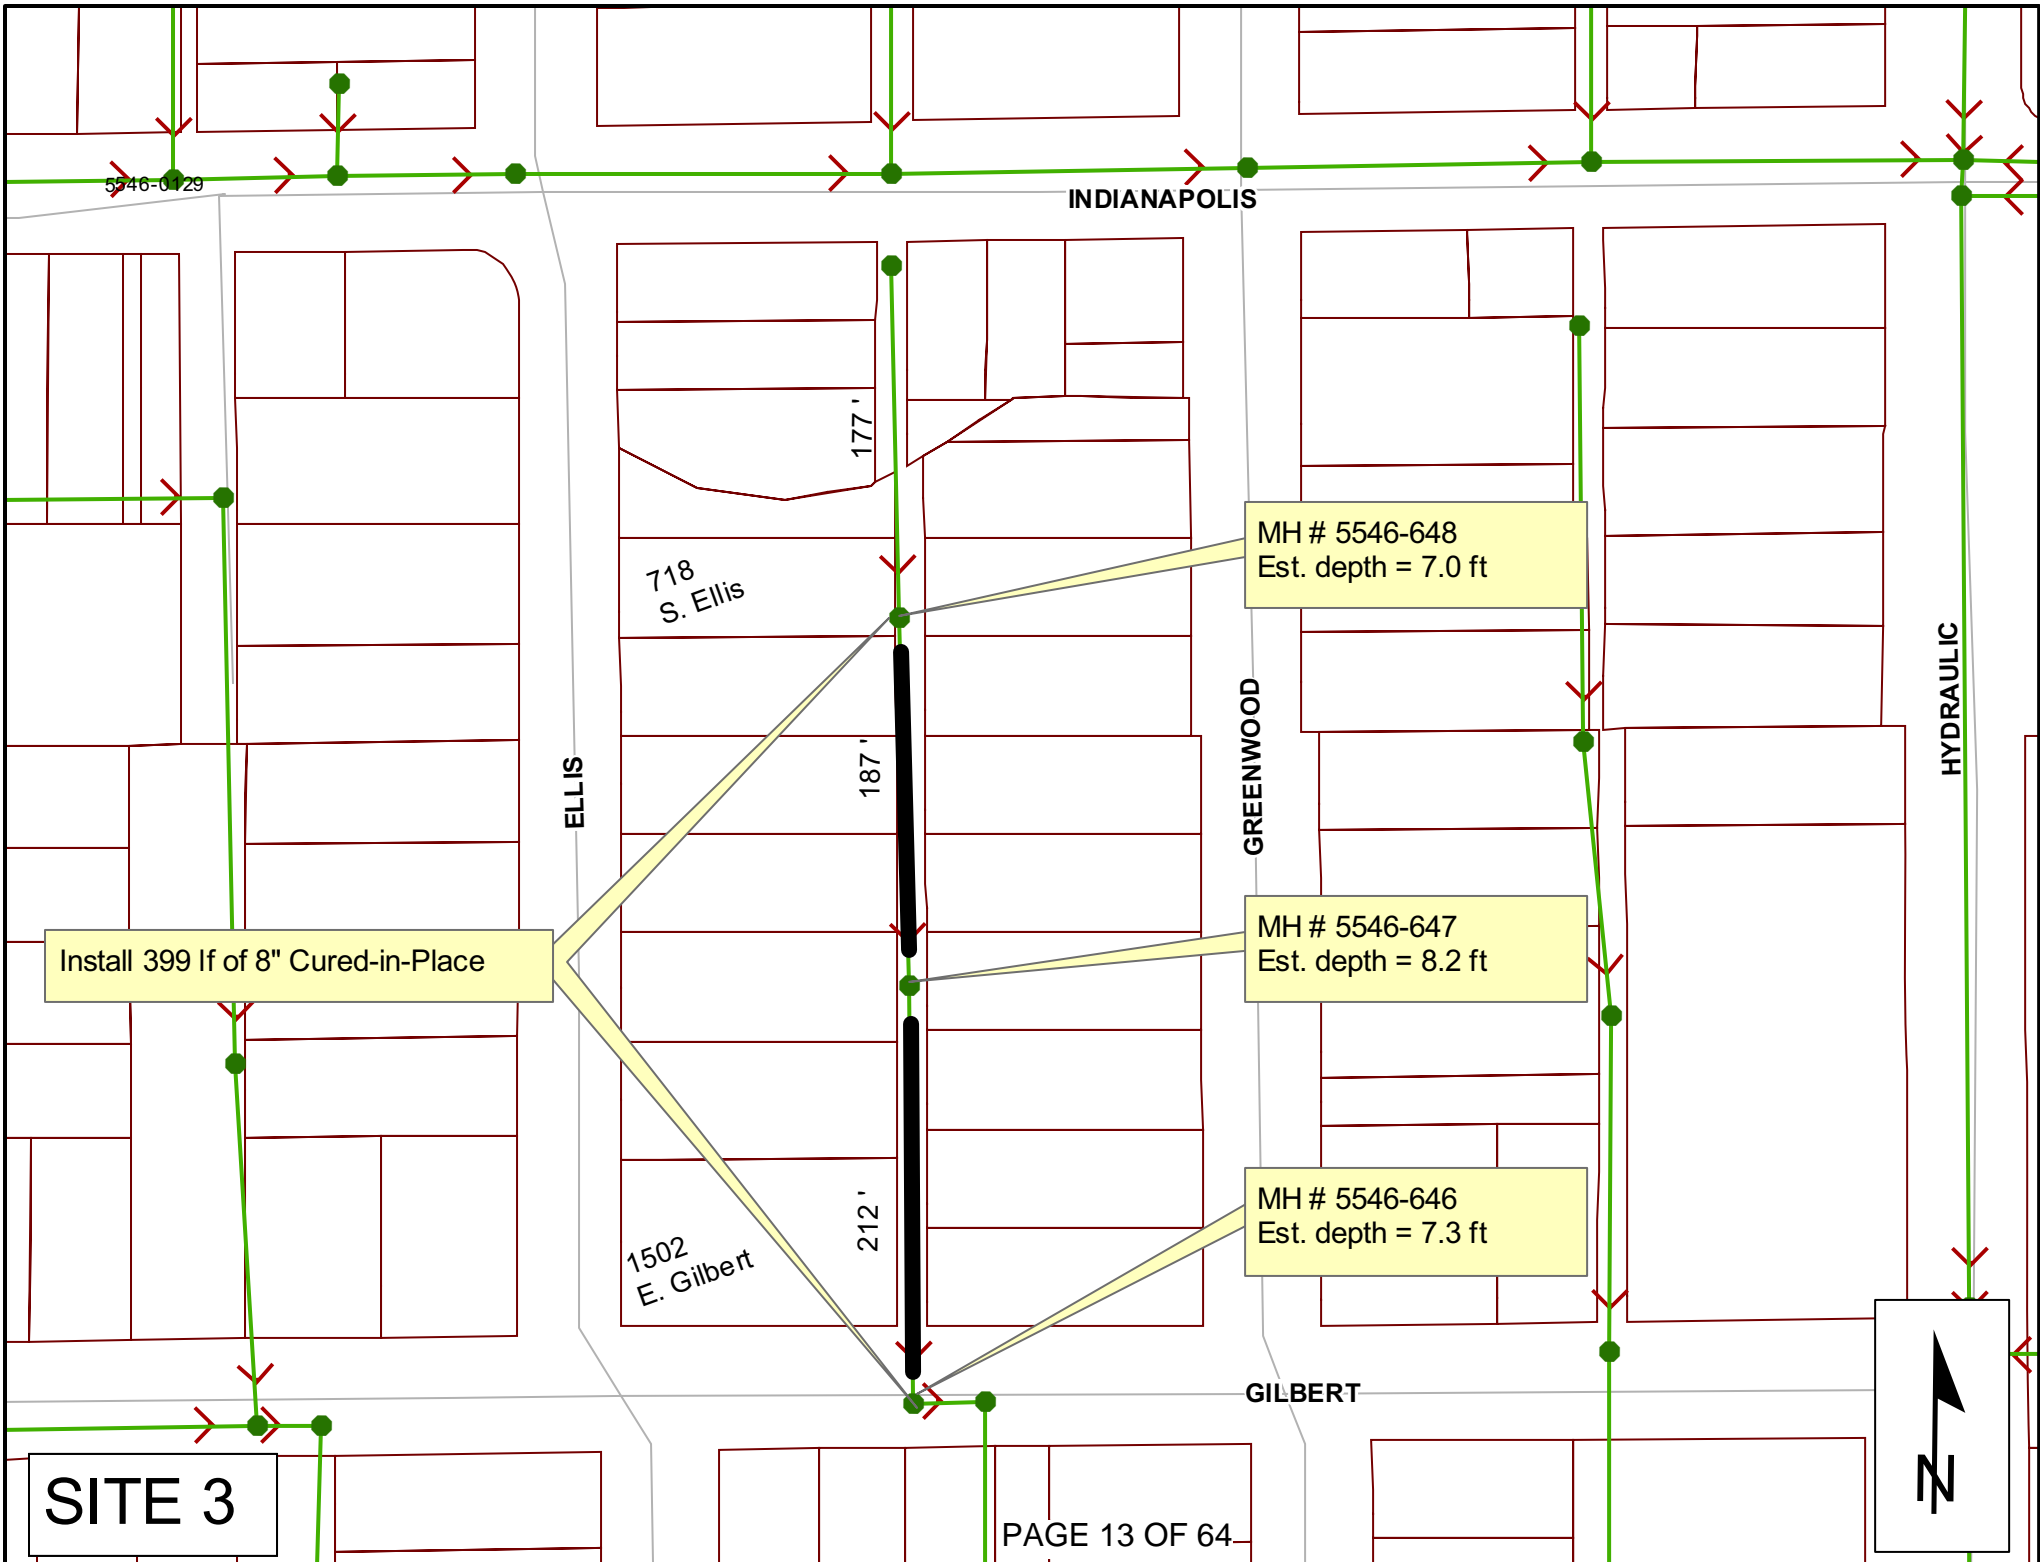 5546-0129
INDIANAPOLIS
177 '
MH # 5546-648
Est. depth = 7.0 ft
718
S. Ellis
187 '
ELLIS
GREENWOOD
HYDRAULIC
Install 399 lf of 8" Cured-in-Place
MH # 5546-647
Est. depth = 8.2 ft
212 '
1502
E. Gilbert
MH # 5546-646
Est. depth = 7.3 ft
GILBERT
SITE 3
PAGE 13 OF 64
N